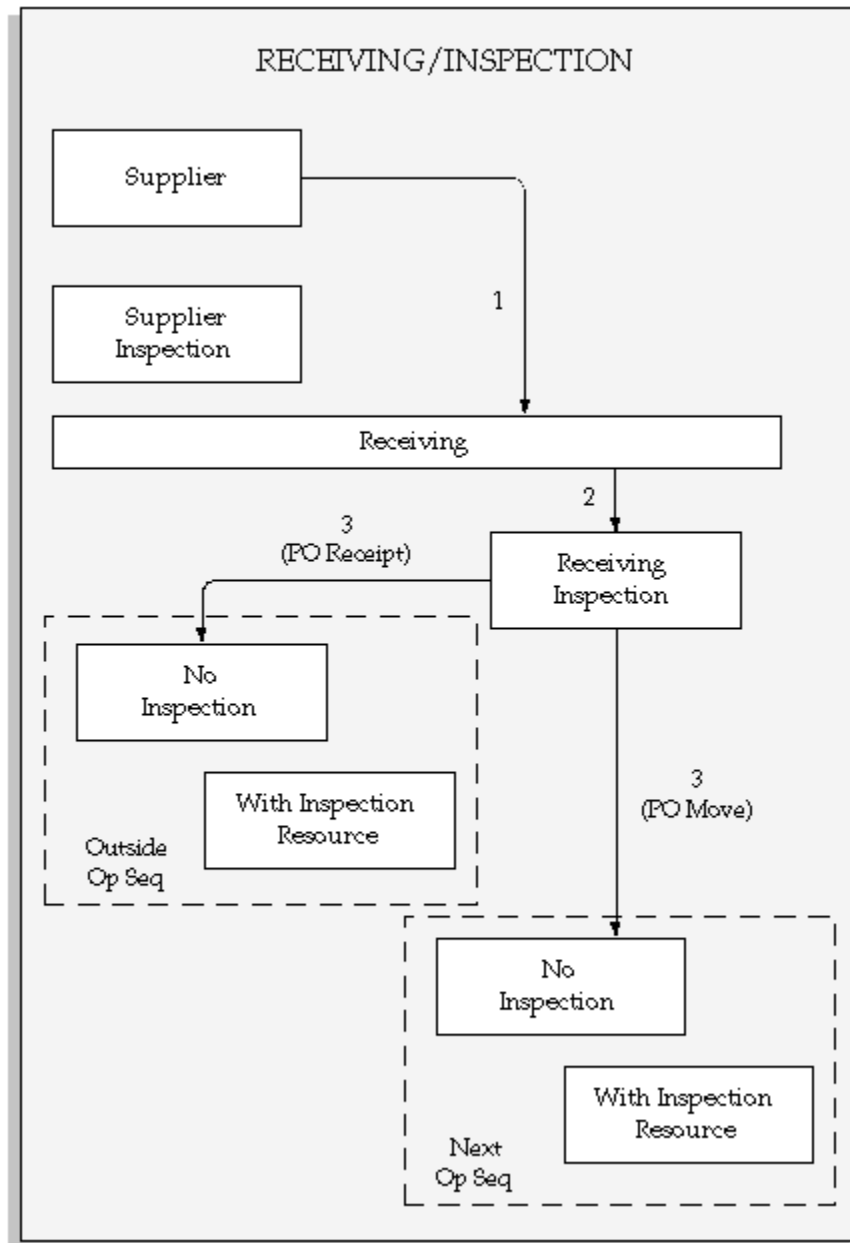 RECEIVING/INSPECTION
Supplier
1
Supplier
Inspection
Receiving
2
3
(PO Receipt)
Receiving
Inspection
No
Inspection
With Inspection
Resource
Outside
Op Seq
3
(PO Move)
No
Inspection
With Inspection
Resource
Next
Op Seq